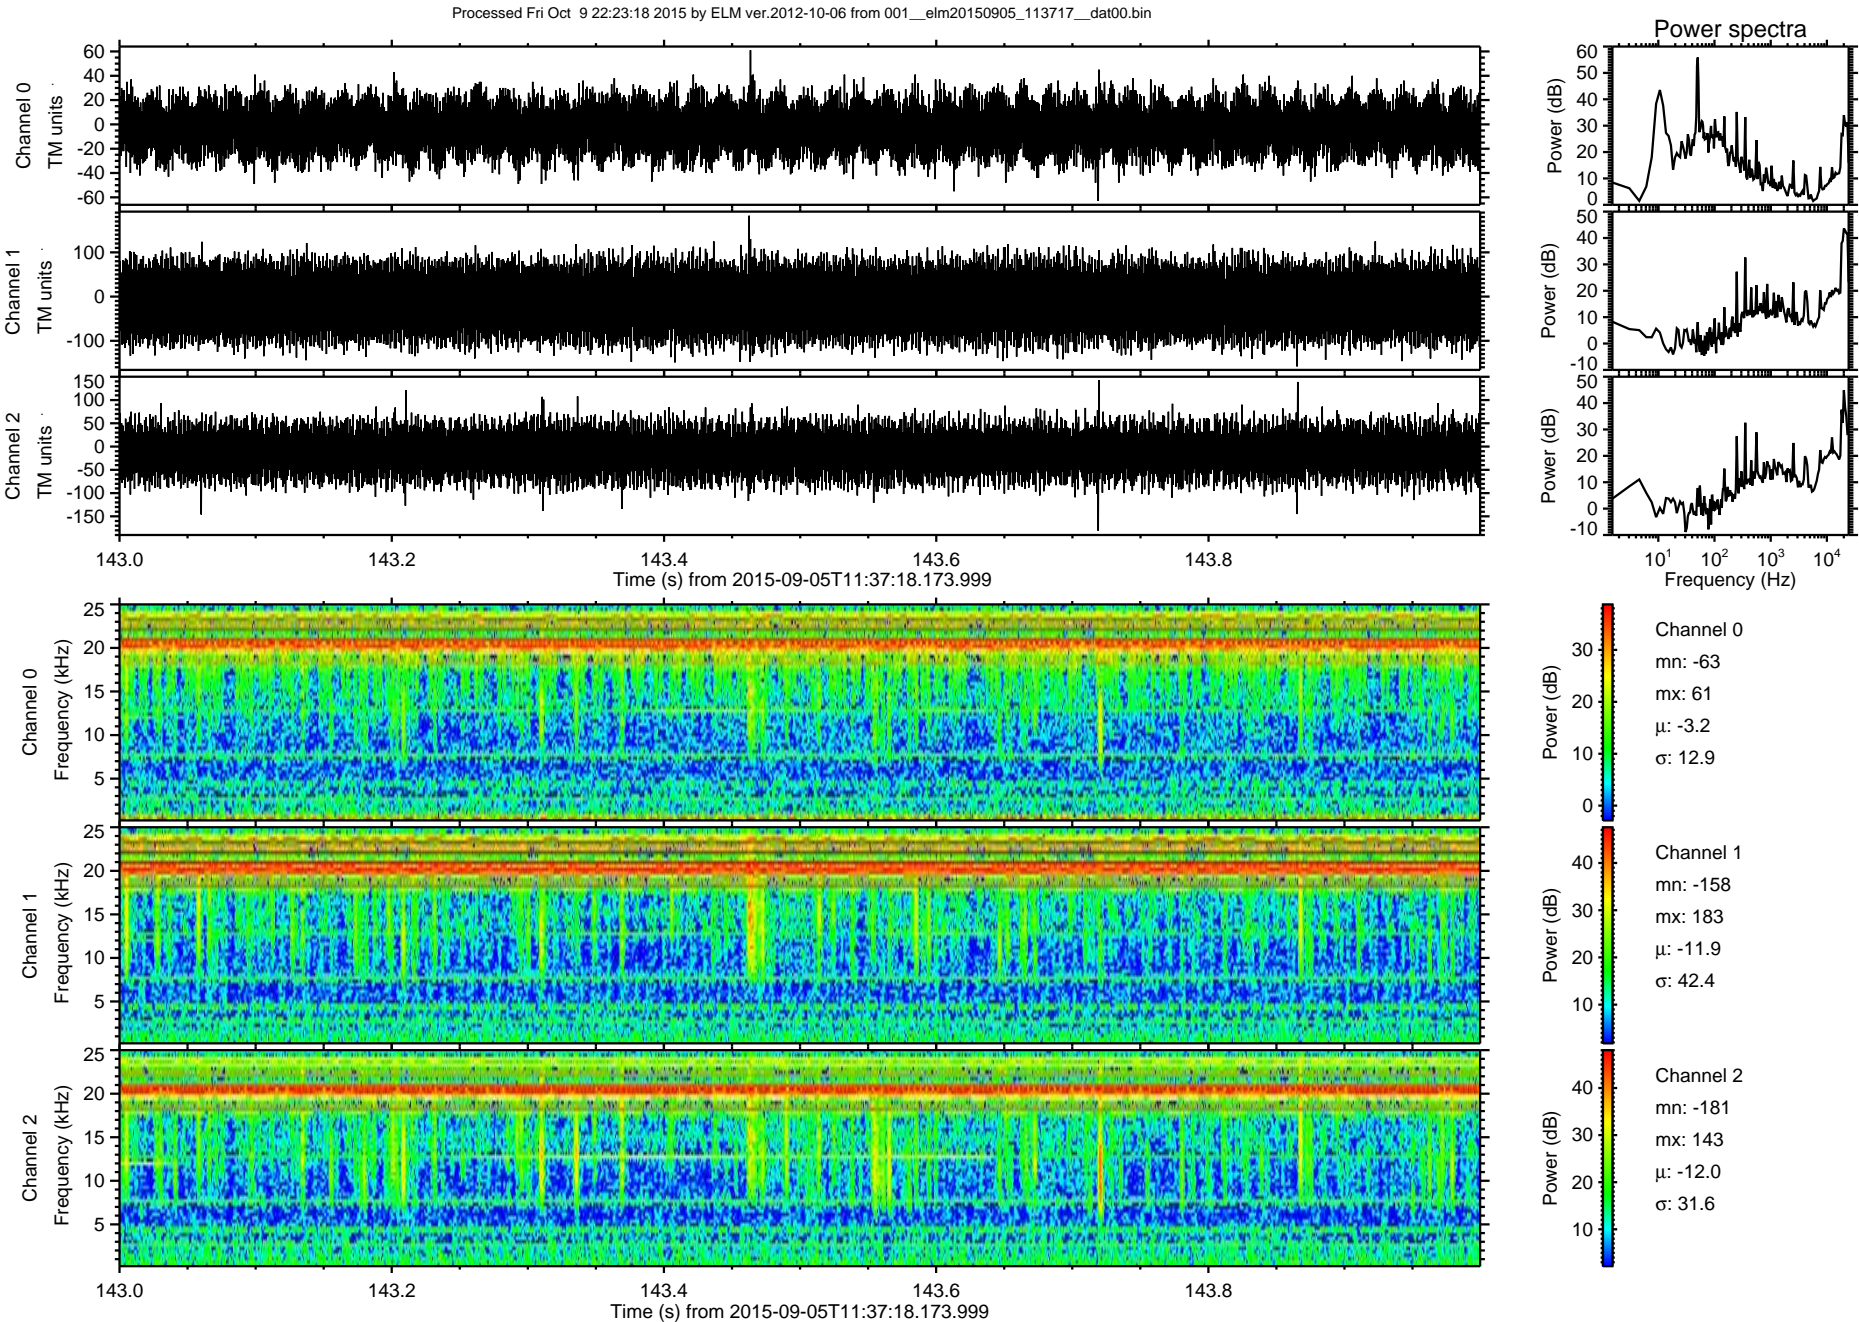 Processed Fri Oct 9 22:23:18 2015 by ELM ver.2012-10-06 from 001__elm20150905_113717__dat00.bin
Power spectra
Channel 0
TM units
60
40
20
0
-20
-40
-60
Power (dB)
60
50
40
30
20
10
0
Channel 1
TM units
100
0
-100
Power (dB)
50
40
30
20
10
0
-10
Channel 2
TM units
150
100
50
0
-50
-100
-150
Power (dB)
50
40
30
20
10
0
-10
143.0 143.2 143.4 143.6 143.8
Time (s) from 2015-09-05T11:37:18.173.999
10^1 10^2 10^3 10^4
Frequency (Hz)
Channel 0
Frequency (kHz)
25
20
15
10
5
Power (dB)
30
20
10
0
Channel 0
mn: -63
mx: 61
μ: -3.2
σ: 12.9
Channel 1
Frequency (kHz)
25
20
15
10
5
Power (dB)
40
30
20
10
Channel 1
mn: -158
mx: 183
μ: -11.9
σ: 42.4
Channel 2
Frequency (kHz)
25
20
15
10
5
Power (dB)
40
30
20
10
Channel 2
mn: -181
mx: 143
μ: -12.0
σ: 31.6
143.0 143.2 143.4 143.6 143.8
Time (s) from 2015-09-05T11:37:18.173.999